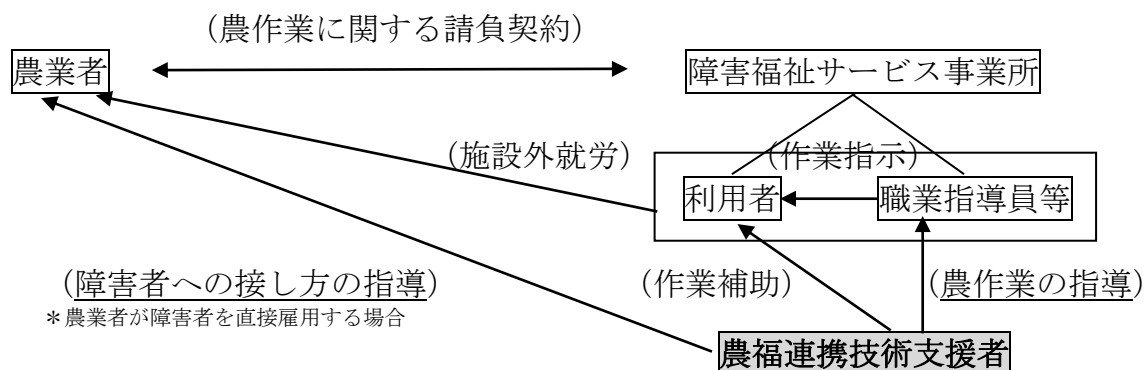 （農作業に関する請負契約）
農業者
障害福祉サービス事業所
（施設外就労）
（作業指示）
利用者
職業指導員等
（障害者への接し方の指導）
（作業補助）
（農作業の指導）
＊農業者が障害者を直接雇用する場合
農福連携技術支援者